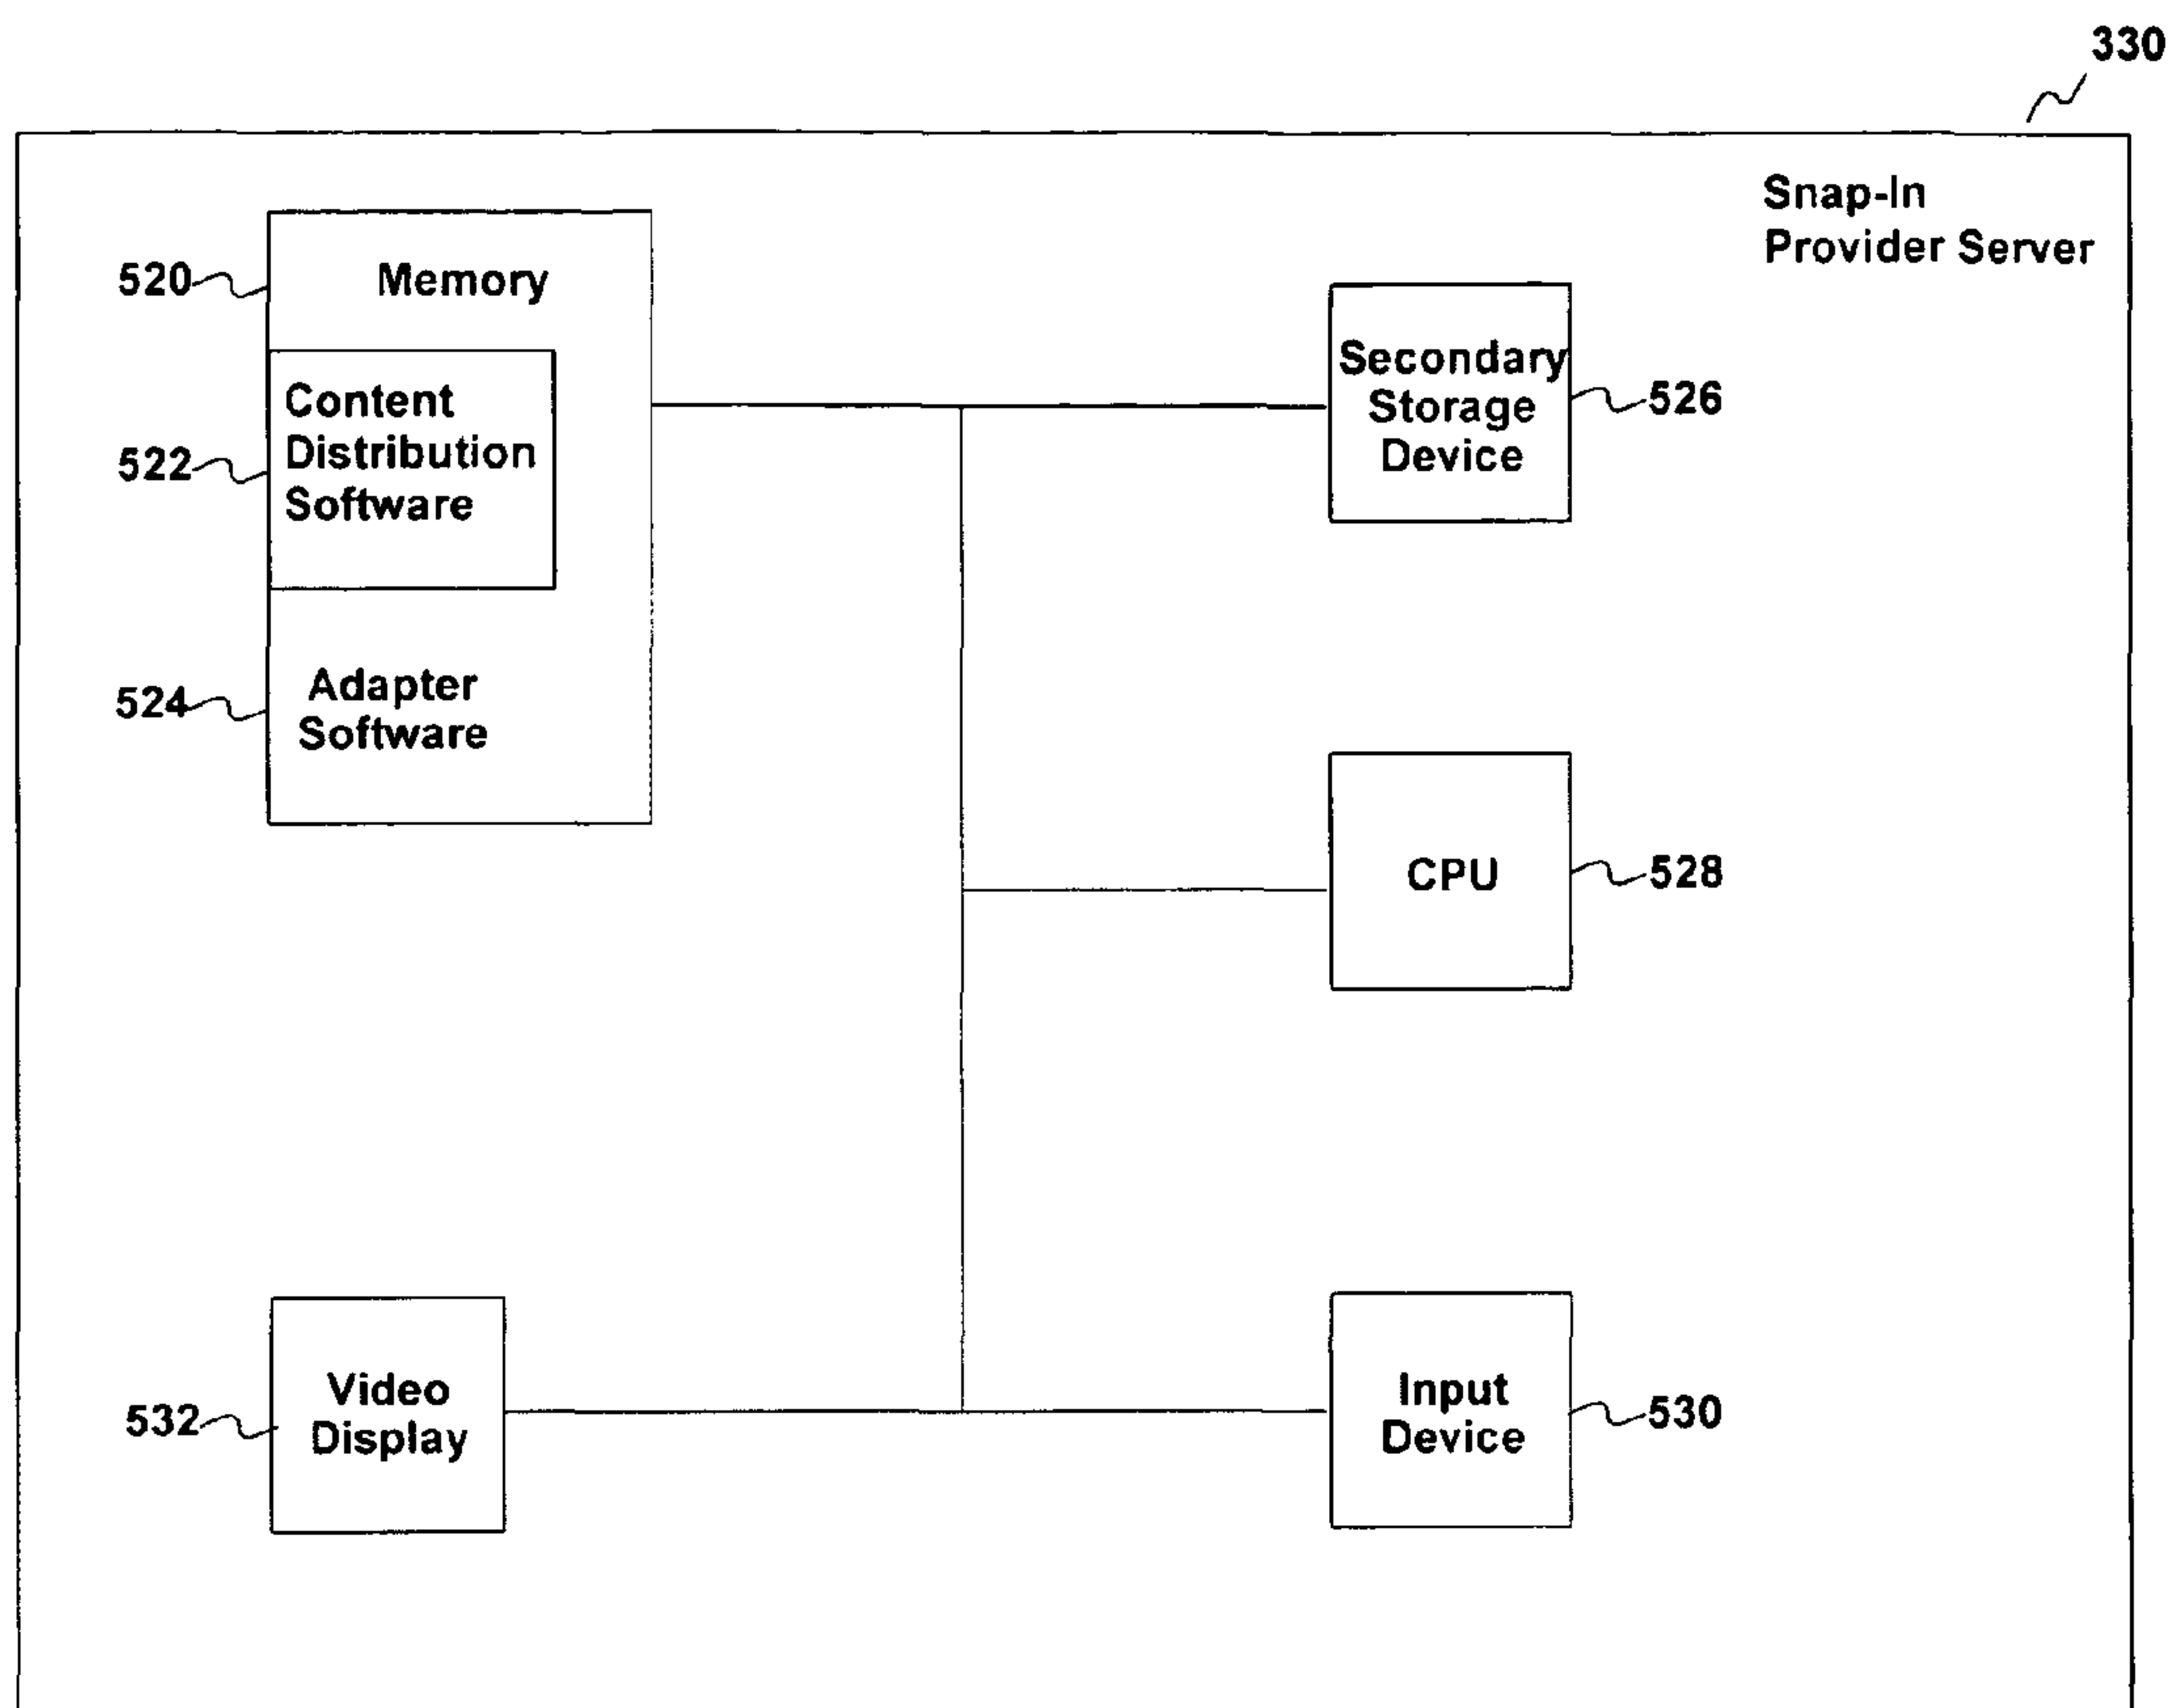 330
Snap-In
Provider Server
520
Memory
522
Content
Distribution
Software
524
Adapter
Software
Secondary
Storage
Device
526
CPU
528
532
Video
Display
Input
Device
530